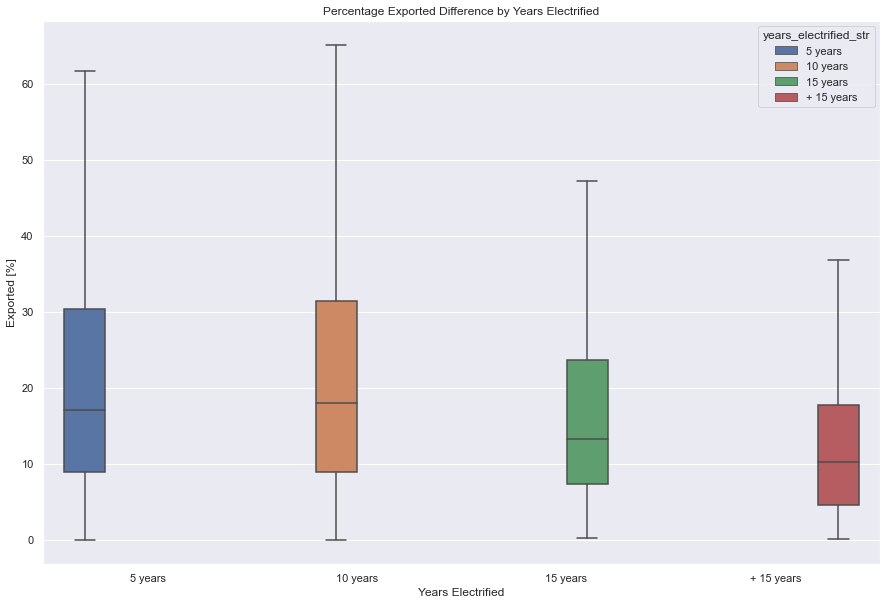 Percentage Exported Difference by Years Electrified
years_electrified_str
5 years
10 years
15 years
+ 15 years
Exported [%]
60
50
40
30
20
10
0
5 years
10 years
15 years
+ 15 years
Years Electrified